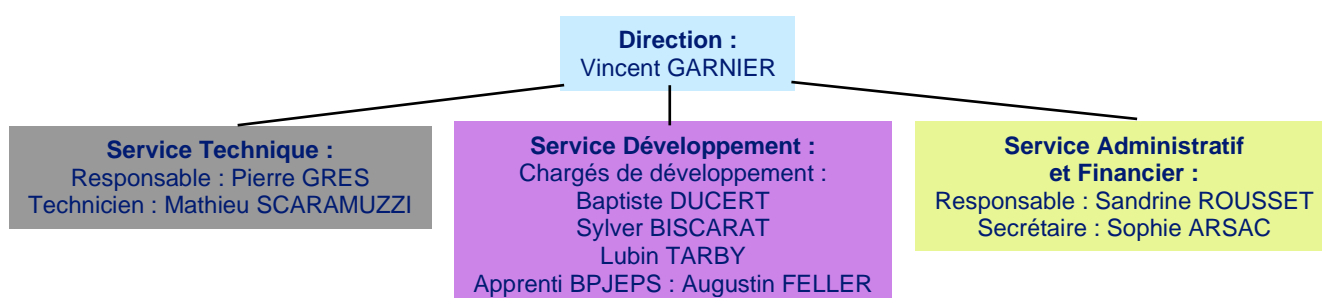 Direction :
Vincent GARNIER
Service Technique :
Responsable : Pierre GRES
Technicien : Mathieu SCARAMUZZI
Service Développement :
Chargés de développement :
Baptiste DUCERT
Sylver BISCARAT
Lubin TARBY
Apprenti BPJEPS : Augustin FELLER
Service Administratif
et Financier :
Responsable : Sandrine ROUSSET
Secrétaire : Sophie ARSAC